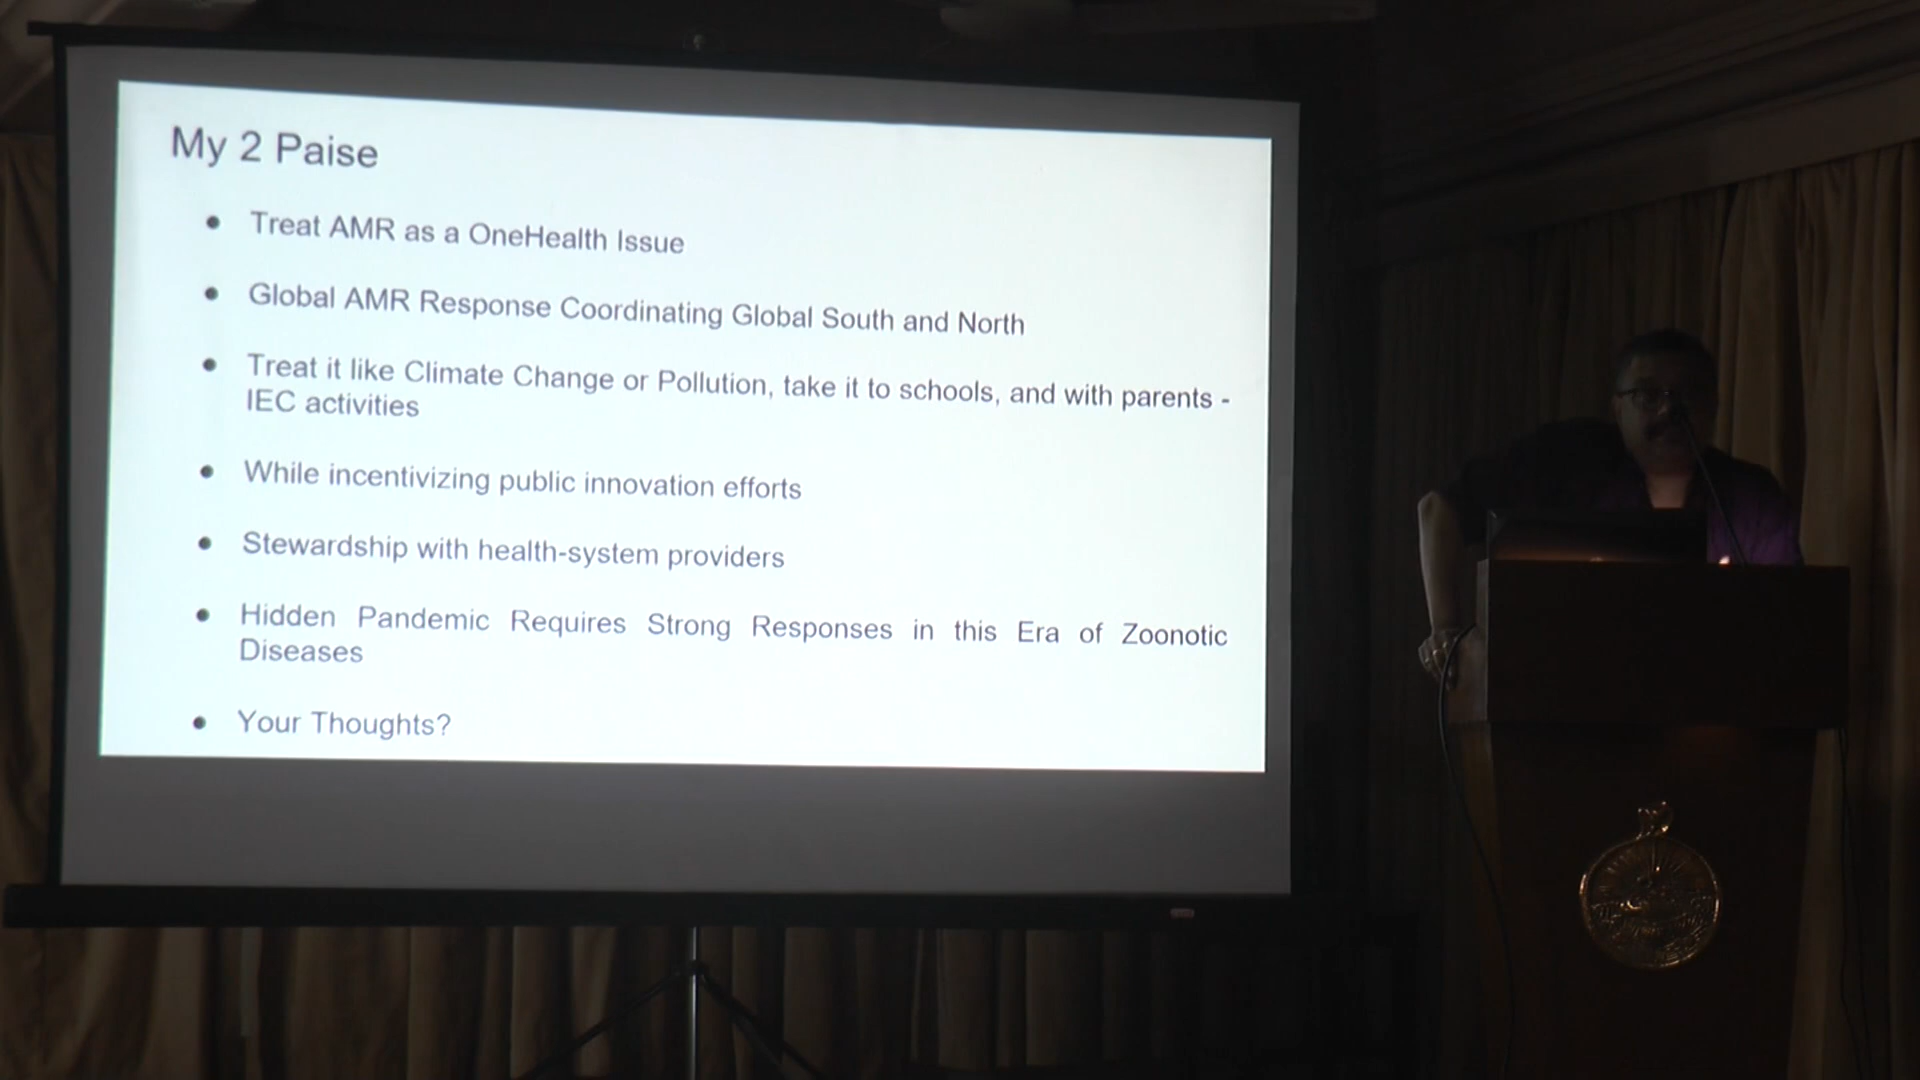 My 2 Paise
● Treat AMR as a OneHealth Issue
● Global AMR Response Coordinating Global South and North
● Treat it like Climate Change or Pollution, take it to schools, and with parents -
IEC activities
● While incentivizing public innovation efforts
● Stewardship with health-system providers
● Hidden Pandemic Requires Strong Responses in this Era of Zoonotic
Diseases
● Your Thoughts?